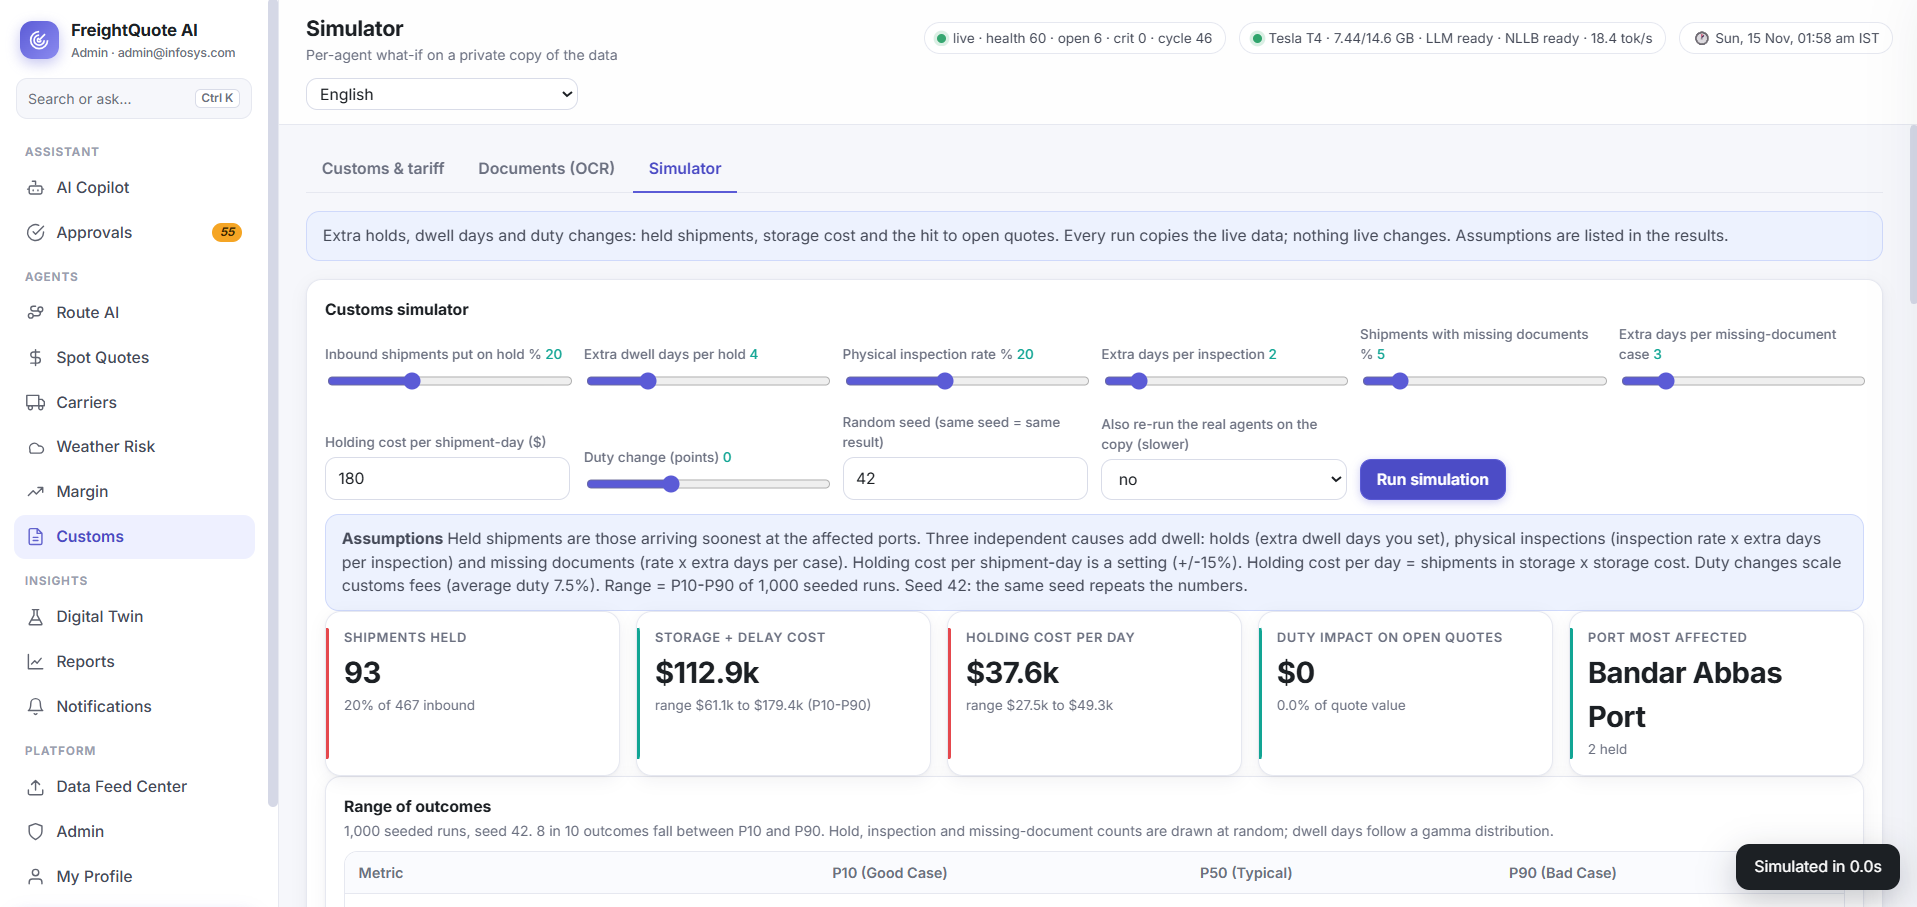 FreightQuote AI
Admin · admin@infosys.com
Search or ask...
Ctrl K
ASSISTANT
AI Copilot
Approvals
55
AGENTS
Route AI
Spot Quotes
Carriers
Weather Risk
Margin
Customs
INSIGHTS
Digital Twin
Reports
Notifications
PLATFORM
Data Feed Center
Admin
My Profile
Simulator
Per-agent what-if on a private copy of the data
English
live · health 60 · open 6 · crit 0 · cycle 46
Tesla T4 · 7.44/14.6 GB · LLM ready · NLLB ready · 18.4 tok/s
Sun, 15 Nov, 01:58 am IST
Customs & tariff
Documents (OCR)
Simulator
Extra holds, dwell days and duty changes: held shipments, storage cost and the hit to open quotes. Every run copies the live data; nothing live changes. Assumptions are listed in the results.
Customs simulator
Inbound shipments put on hold % 20
Extra dwell days per hold 4
Physical inspection rate % 20
Extra days per inspection 2
Shipments with missing documents
% 5
Extra days per missing-document
case 3
Holding cost per shipment-day ($)
180
Duty change (points) 0
Random seed (same seed = same
result)
42
Also re-run the real agents on the
copy (slower)
no
Run simulation
Assumptions Held shipments are those arriving soonest at the affected ports. Three independent causes add dwell: holds (extra dwell days you set), physical inspections (inspection rate x extra days
per inspection) and missing documents (rate x extra days per case). Holding cost per shipment-day is a setting (+/-15%). Holding cost per day = shipments in storage x storage cost. Duty changes scale
customs fees (average duty 7.5%). Range = P10-P90 of 1,000 seeded runs. Seed 42: the same seed repeats the numbers.
SHIPMENTS HELD
93
20% of 467 inbound
STORAGE + DELAY COST
$112.9k
range $61.1k to $179.4k (P10-P90)
HOLDING COST PER DAY
$37.6k
range $27.5k to $49.3k
DUTY IMPACT ON OPEN QUOTES
$0
0.0% of quote value
PORT MOST AFFECTED
Bandar Abbas
Port
2 held
Range of outcomes
1,000 seeded runs, seed 42. 8 in 10 outcomes fall between P10 and P90. Hold, inspection and missing-document counts are drawn at random; dwell days follow a gamma distribution.
Metric
P10 (Good Case)
P50 (Typical)
P90 (Bad Case)
Simulated in 0.0s